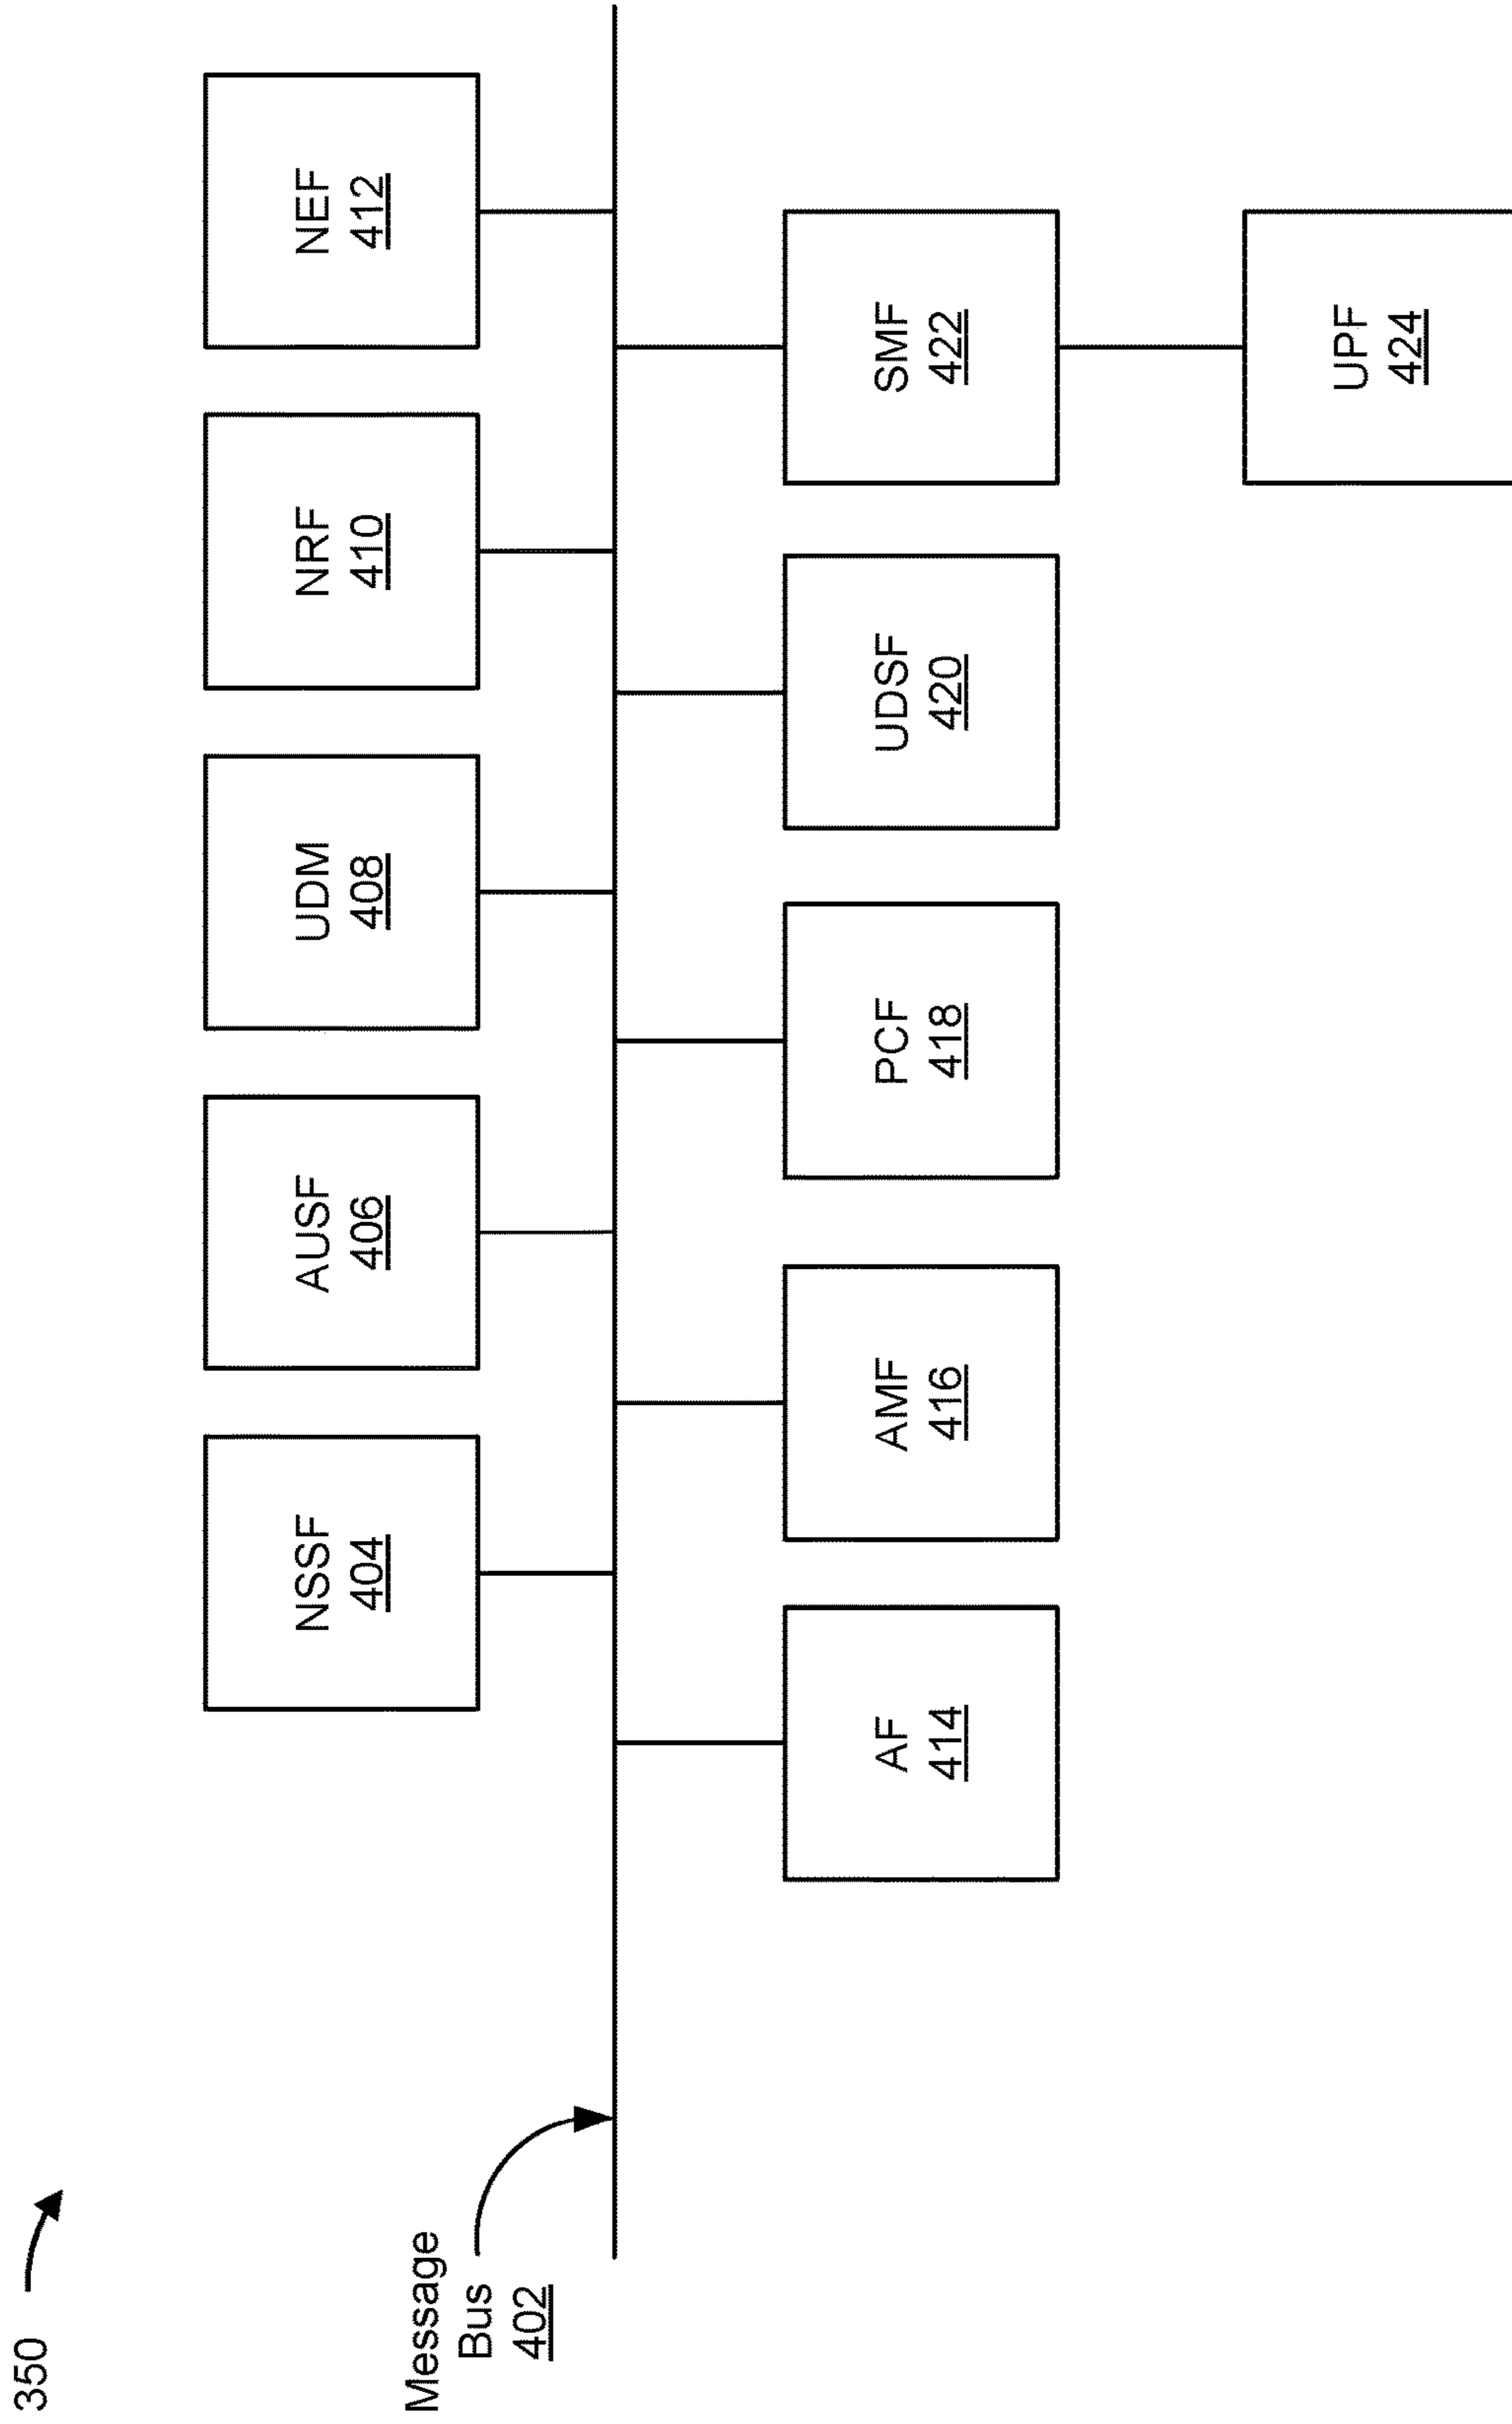 350
Message
Bus
402
NSSF
404
AUSF
406
UDM
408
NRF
410
NEF
412
AF
414
AMF
416
PCF
418
UDSF
420
SMF
422
UPF
424